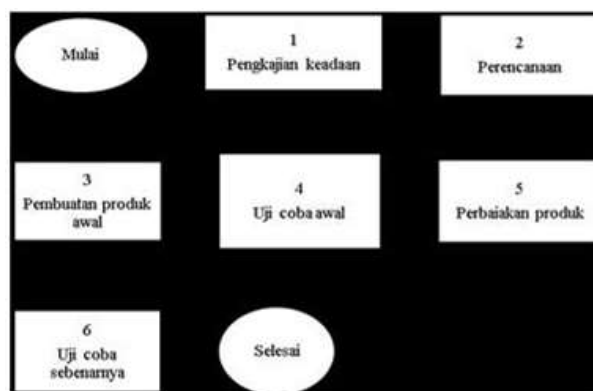 Mulai
1
Pengkajian keadaan
2
Perencanaan
3
Pembuatan produk
awal
4
Uji coba awal
5
Perbaiakan produk
6
Uji coba
sebenarnya
Selesai